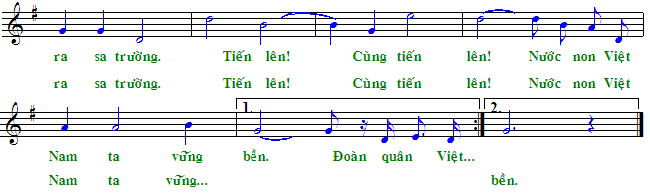 ra sa trường. Tiến lên! Cùng tiến lên! Nước non Việt
ra sa trường. Tiến lên! Cùng tiến lên! Nước non Việt
1. 2.
Nam ta vững bền. Đoàn quân Việt...
Nam ta vững... bền.